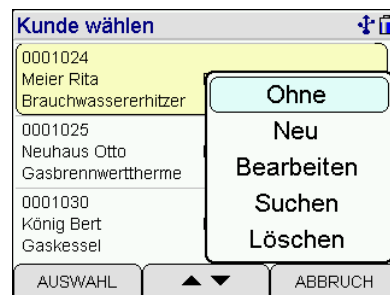 Kunde wählen
0001024
Meier Rita
Brauchwassererhitzer
0001025
Neuhaus Otto
Gasbrennwerttherme
0001030
König Bert
Gaskessel
Ohne
Neu
Bearbeiten
Suchen
Löschen
AUSWAHL
ABBRUCH